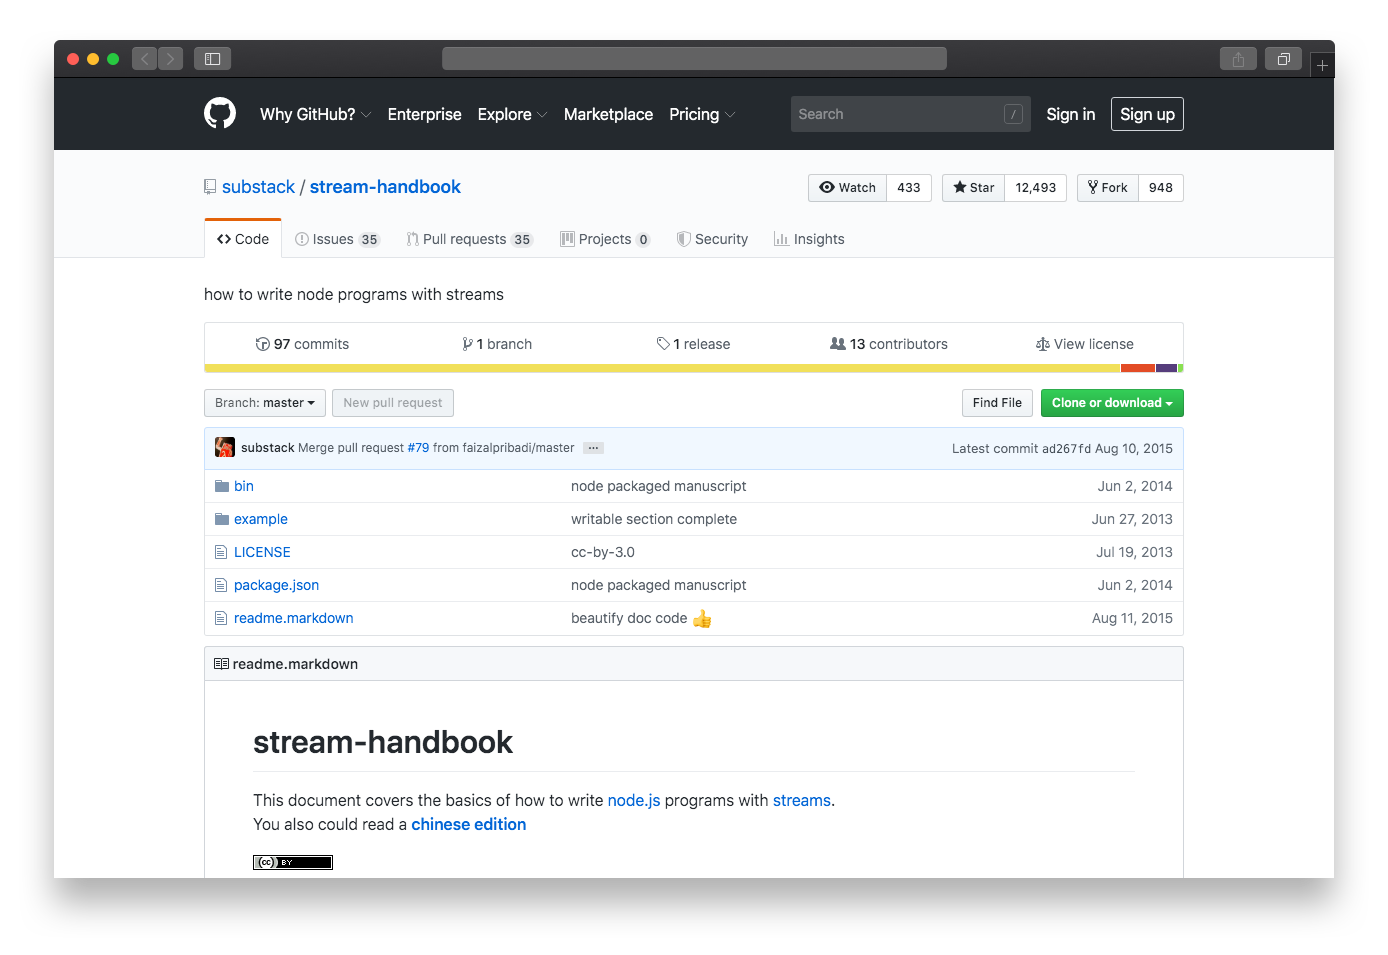 Why GitHub? Enterprise Explore Marketplace Pricing Search / Sign in Sign up
substack / stream-handbook Watch 433 Star 12,493 Fork 948
Code Issues 35 Pull requests 35 Projects 0 Security Insights
how to write node programs with streams
97 commits 1 branch 1 release 13 contributors View license
Branch: master New pull request Find File Clone or download
substack Merge pull request #79 from faizalpribadi/master ... Latest commit ad267fd Aug 10, 2015
bin node packaged manuscript Jun 2, 2014
example writable section complete Jun 27, 2013
LICENSE cc-by-3.0 Jul 19, 2013
package.json node packaged manuscript Jun 2, 2014
readme.markdown beautify doc code 👍 Aug 11, 2015
readme.markdown
stream-handbook
This document covers the basics of how to write node.js programs with streams.
You also could read a chinese edition
(cc) BY